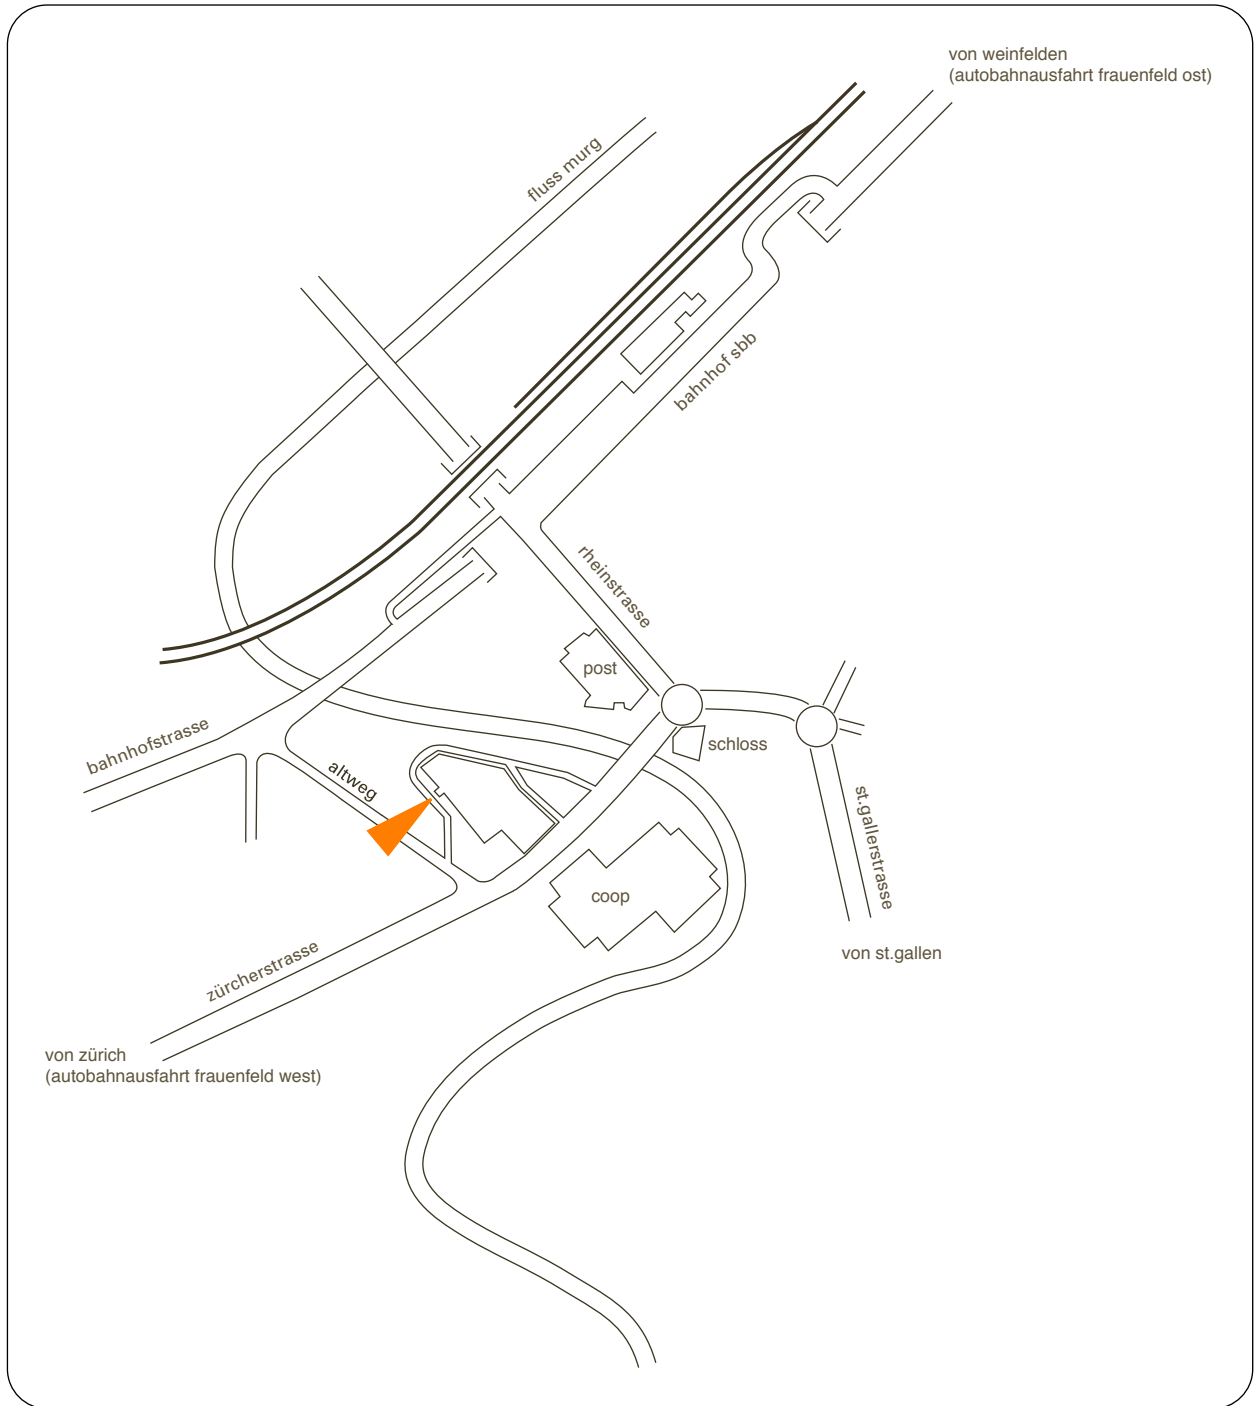 von weinfelden
(autobahnausfahrt frauenfeld ost)
fluss murg
bahnhof sbb
rheinstrasse
post
schloss
bahnhofstrasse
altweg
st.gallerstrasse
coop
von st.gallen
zürcherstrasse
von zürich
(autobahnausfahrt frauenfeld west)